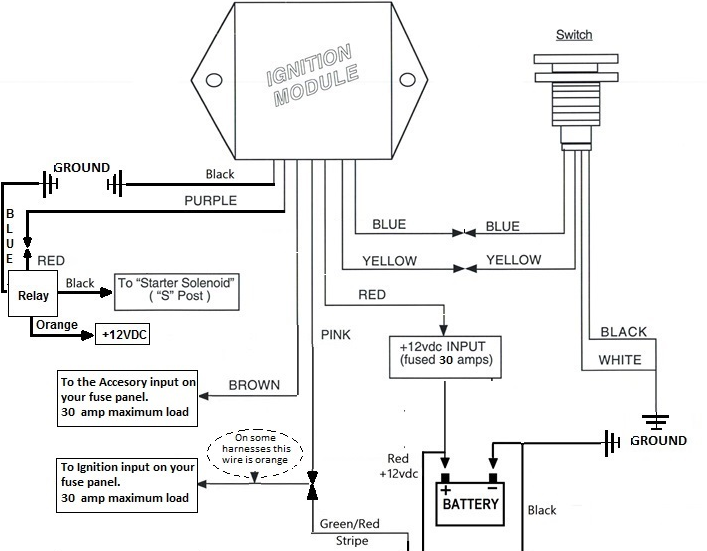 IGNITION
MODULE
Switch
GROUND
Black
PURPLE
BLUE
RED
Relay
Black
To "Starter Solenoid"
( "S" Post )
Orange
+12VDC
BLUE
BLUE
YELLOW
YELLOW
RED
PINK
+12vdc INPUT
(fused 30 amps)
BLACK
WHITE
BROWN
To the Accesory input on
your fuse panel.
30 amp maximum load
On some
harnesses this
wire is orange
GROUND
To Ignition input on your
fuse panel.
30 amp maximum load
Red
+12vdc
+ −
BATTERY
Black
Green/Red
Stripe